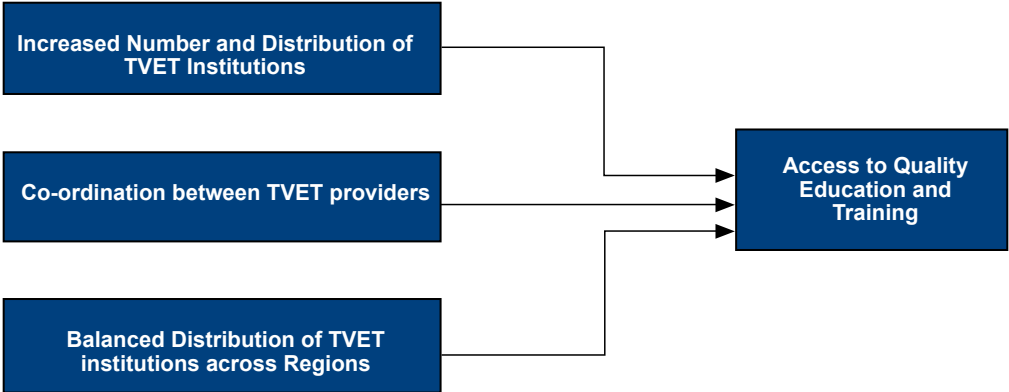 Increased Number and Distribution of
TVET Institutions
Co-ordination between TVET providers
Access to Quality
Education and
Training
Balanced Distribution of TVET
institutions across Regions